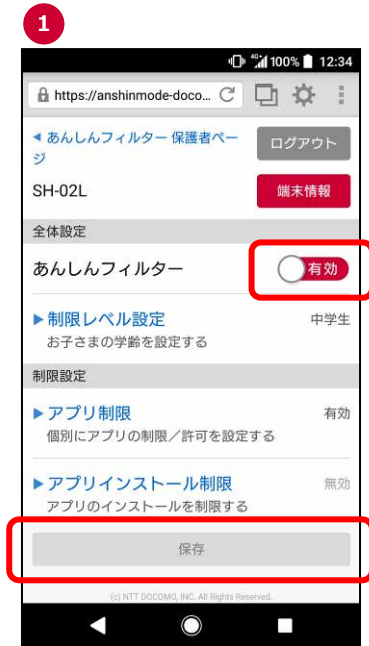 1
4G 100% 12:34
https://anshinmode-doco...
◀ あんしんフィルター 保護者ペー
ジ
ログアウト
SH-02L
端末情報
全体設定
あんしんフィルター
有効
▶制限レベル設定
中学生
お子さまの学齢を設定する
制限設定
▶アプリ制限
有効
個別にアプリの制限／許可を設定する
▶アプリインストール制限
無効
アプリのインストールを制限する
保存
(c) NTT DOCOMO, INC. All Rights Reserved.